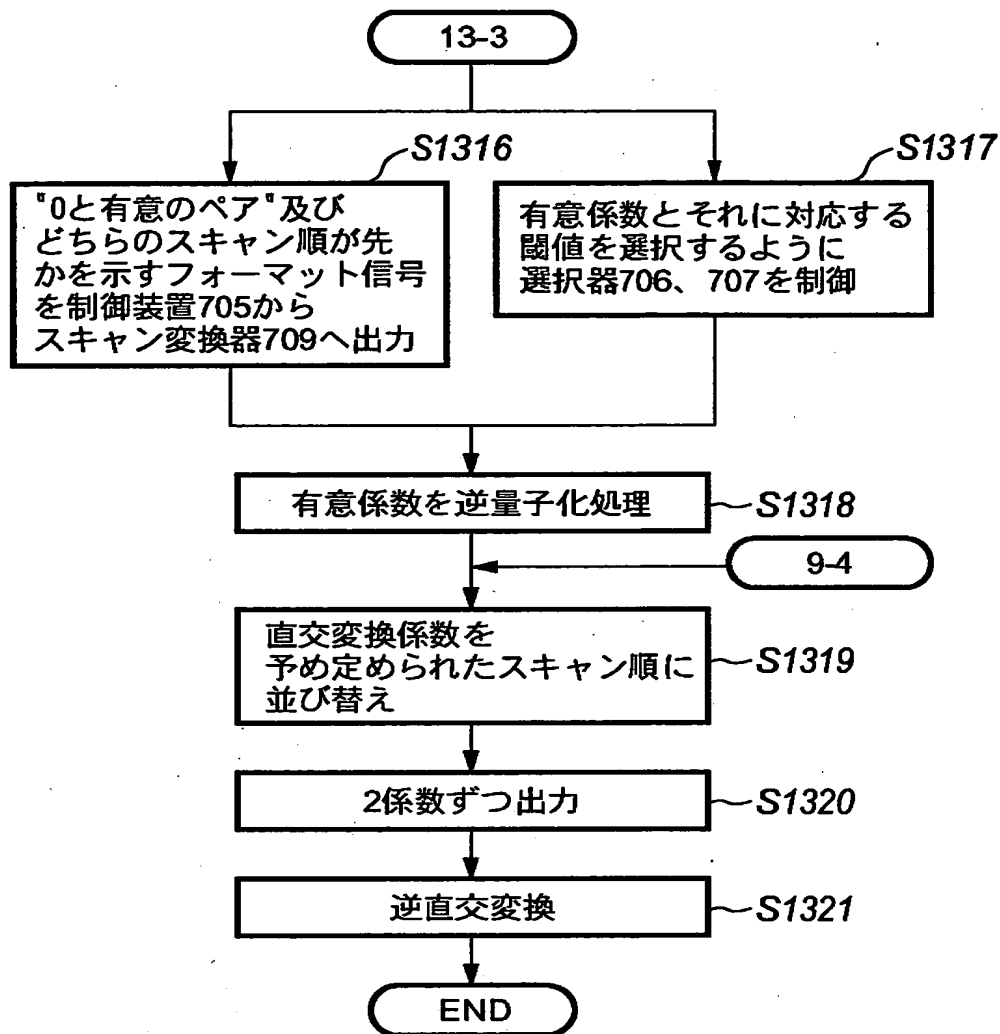 13-3
S1316
"0と有意のペア"及び
どちらのスキャン順が先
かを示すフォーマット信号
を制御装置705から
スキャン変換器709へ出力
S1317
有意係数とそれに対応する
閾値を選択するように
選択器706、707を制御
有意係数を逆量子化処理
S1318
9-4
直交変換係数を
予め定められたスキャン順に
並び替え
S1319
2係数ずつ出力
S1320
逆直交変換
S1321
END